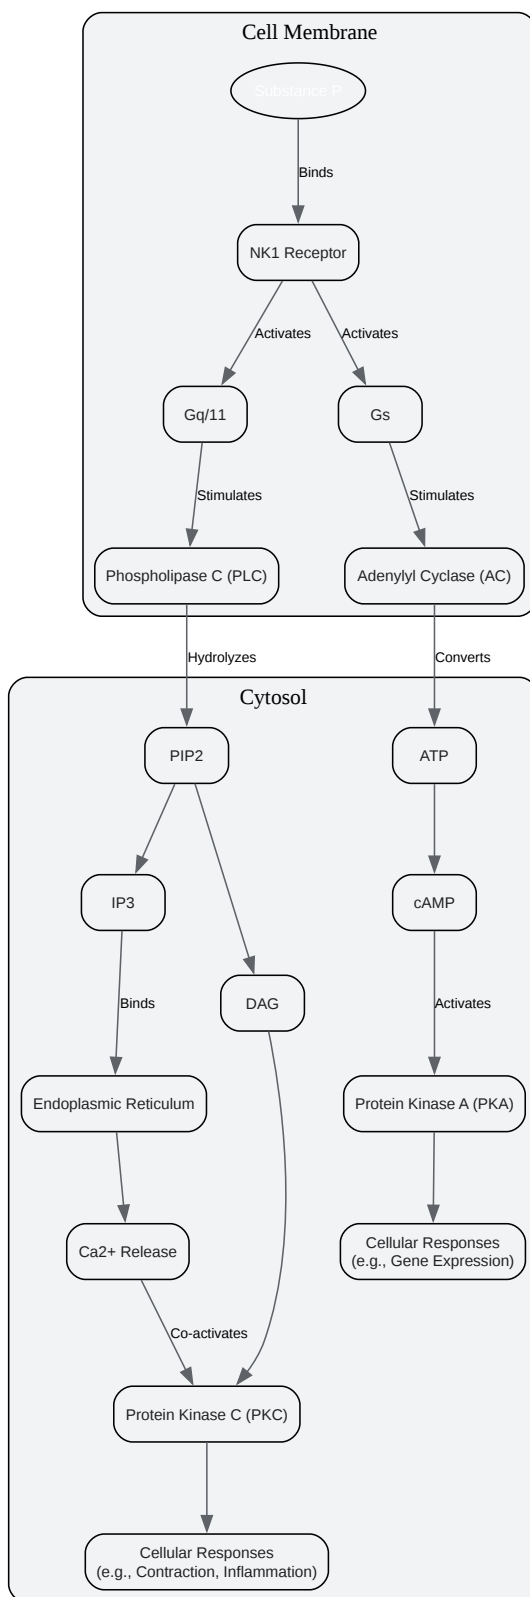 Cell Membrane
Substance P
Binds
NK1 Receptor
Activates
Activates
Gq/11
Gs
Stimulates
Stimulates
Phospholipase C (PLC)
Adenylyl Cyclase (AC)
Hydrolyzes
Converts
Cytosol
PIP2
ATP
IP3
cAMP
DAG
Binds
Activates
Endoplasmic Reticulum
Protein Kinase A (PKA)
Ca2+ Release
Cellular Responses
(e.g., Gene Expression)
Co-activates
Protein Kinase C (PKC)
Cellular Responses
(e.g., Contraction, Inflammation)